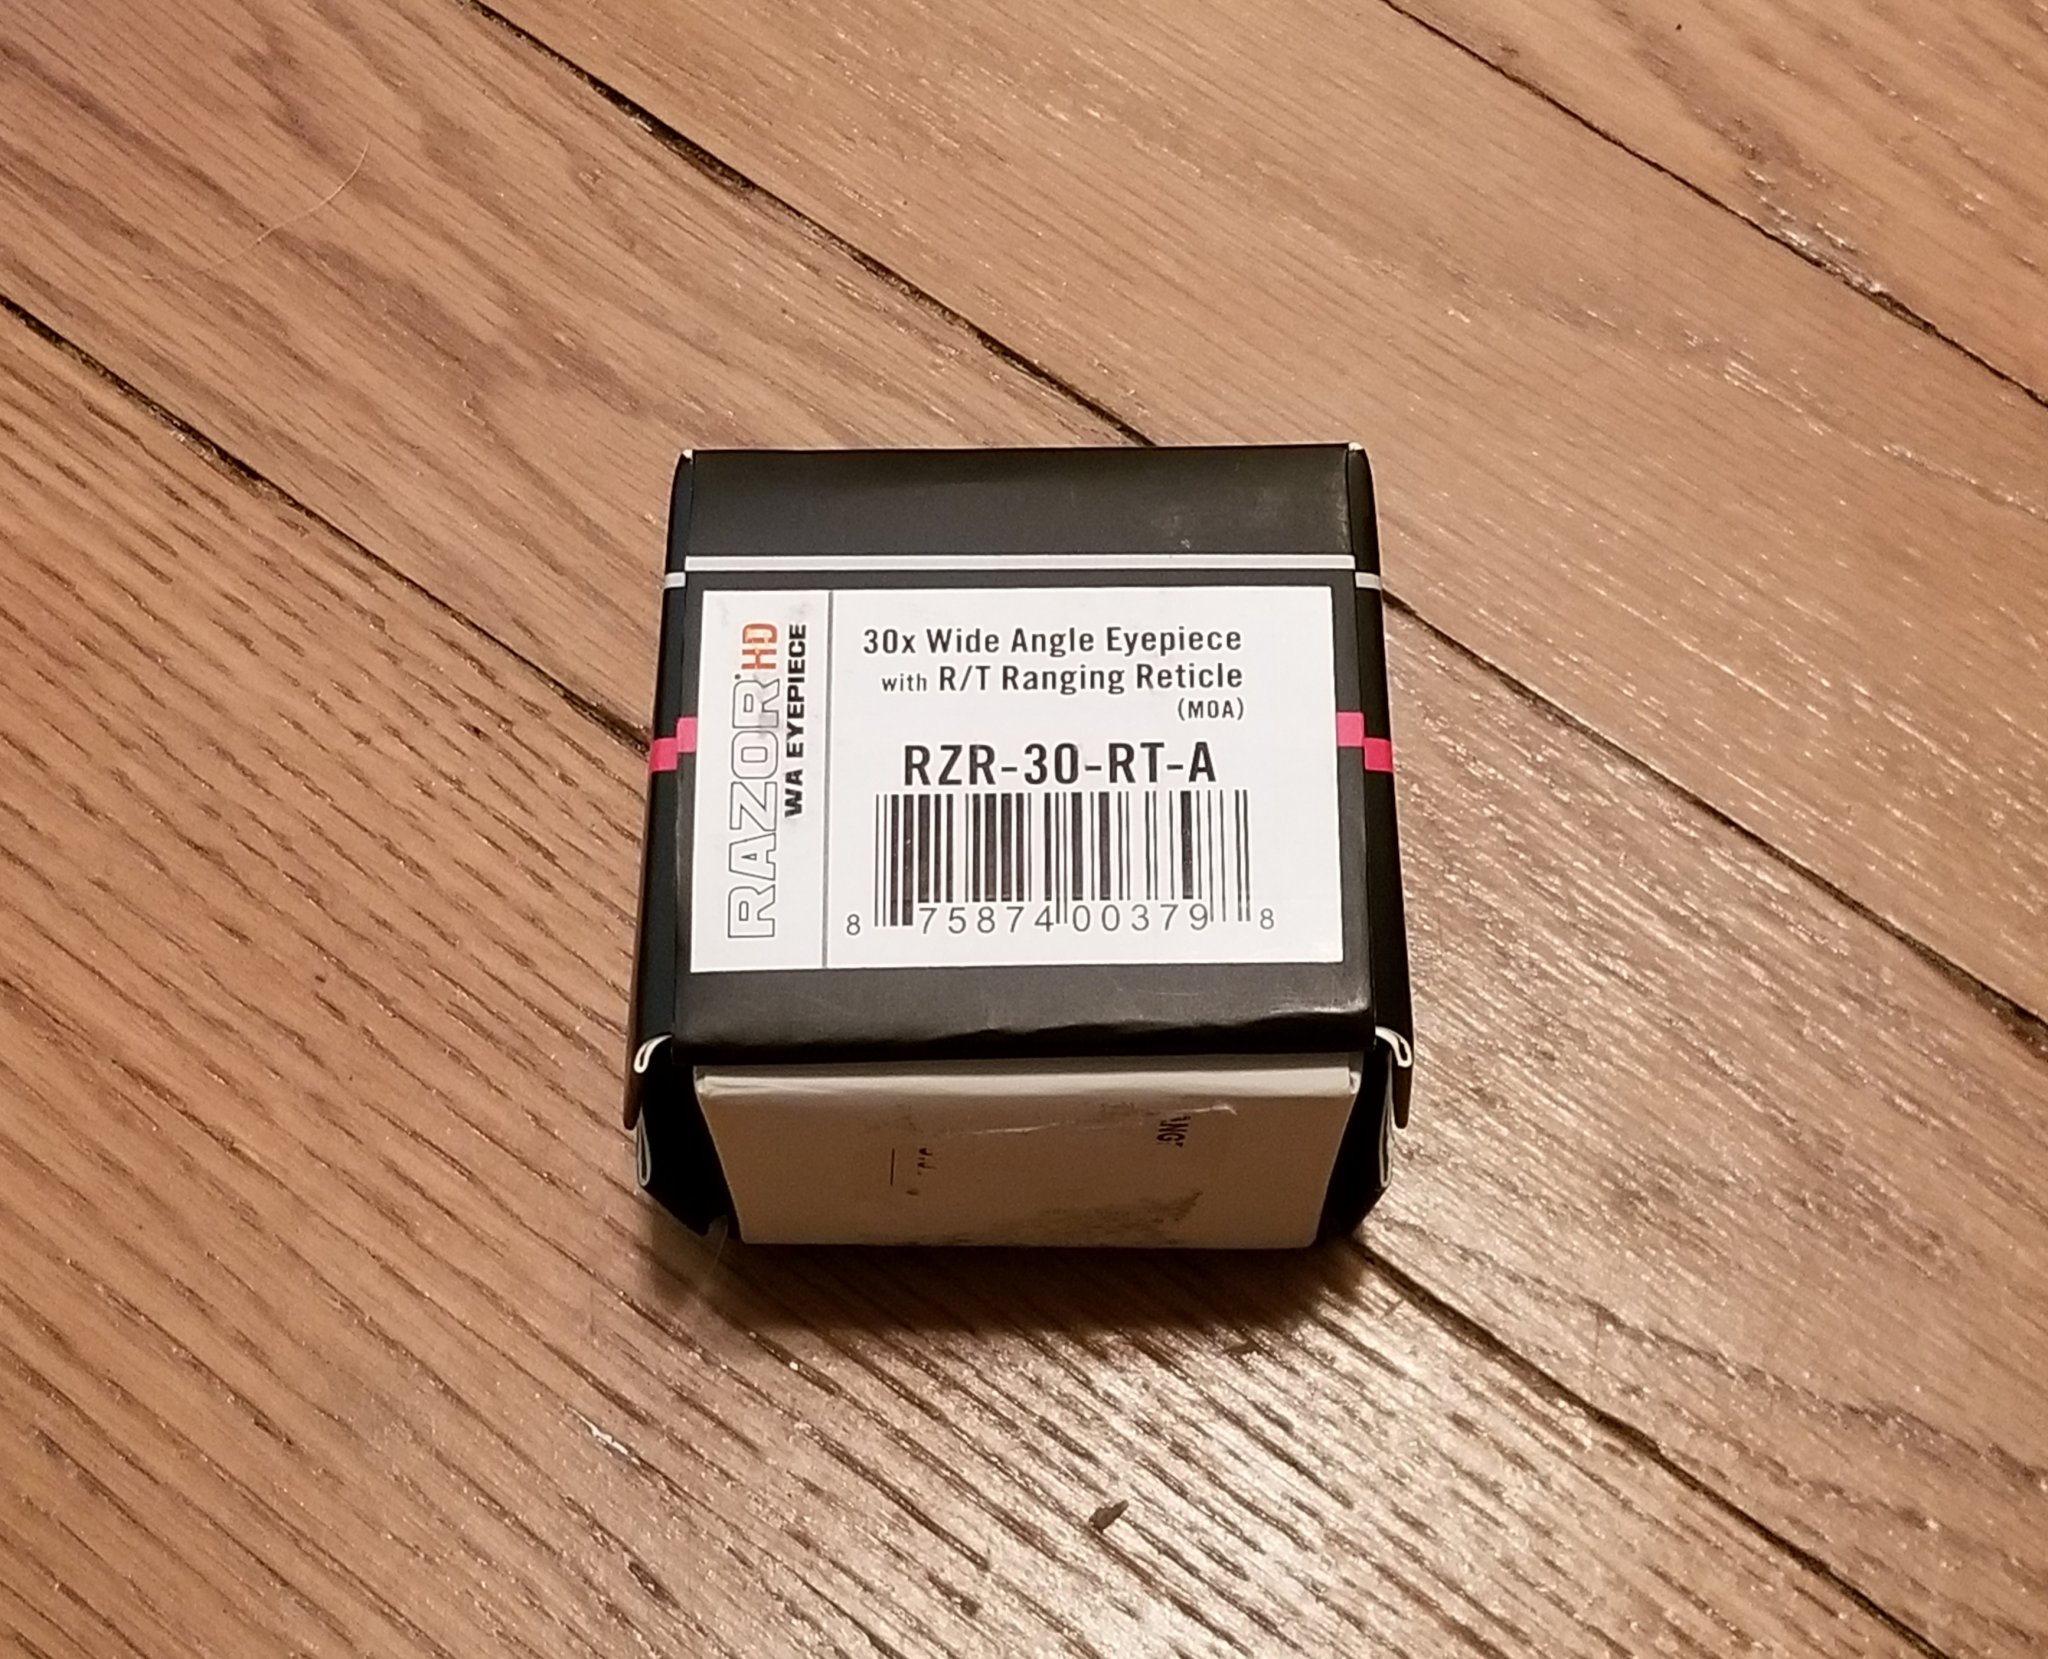 RAZOR HD
WA EYEPIECE
30x Wide Angle Eyepiece
with R/T Ranging Reticle
(MOA)
RZR-30-RT-A
8 75874 00379 8